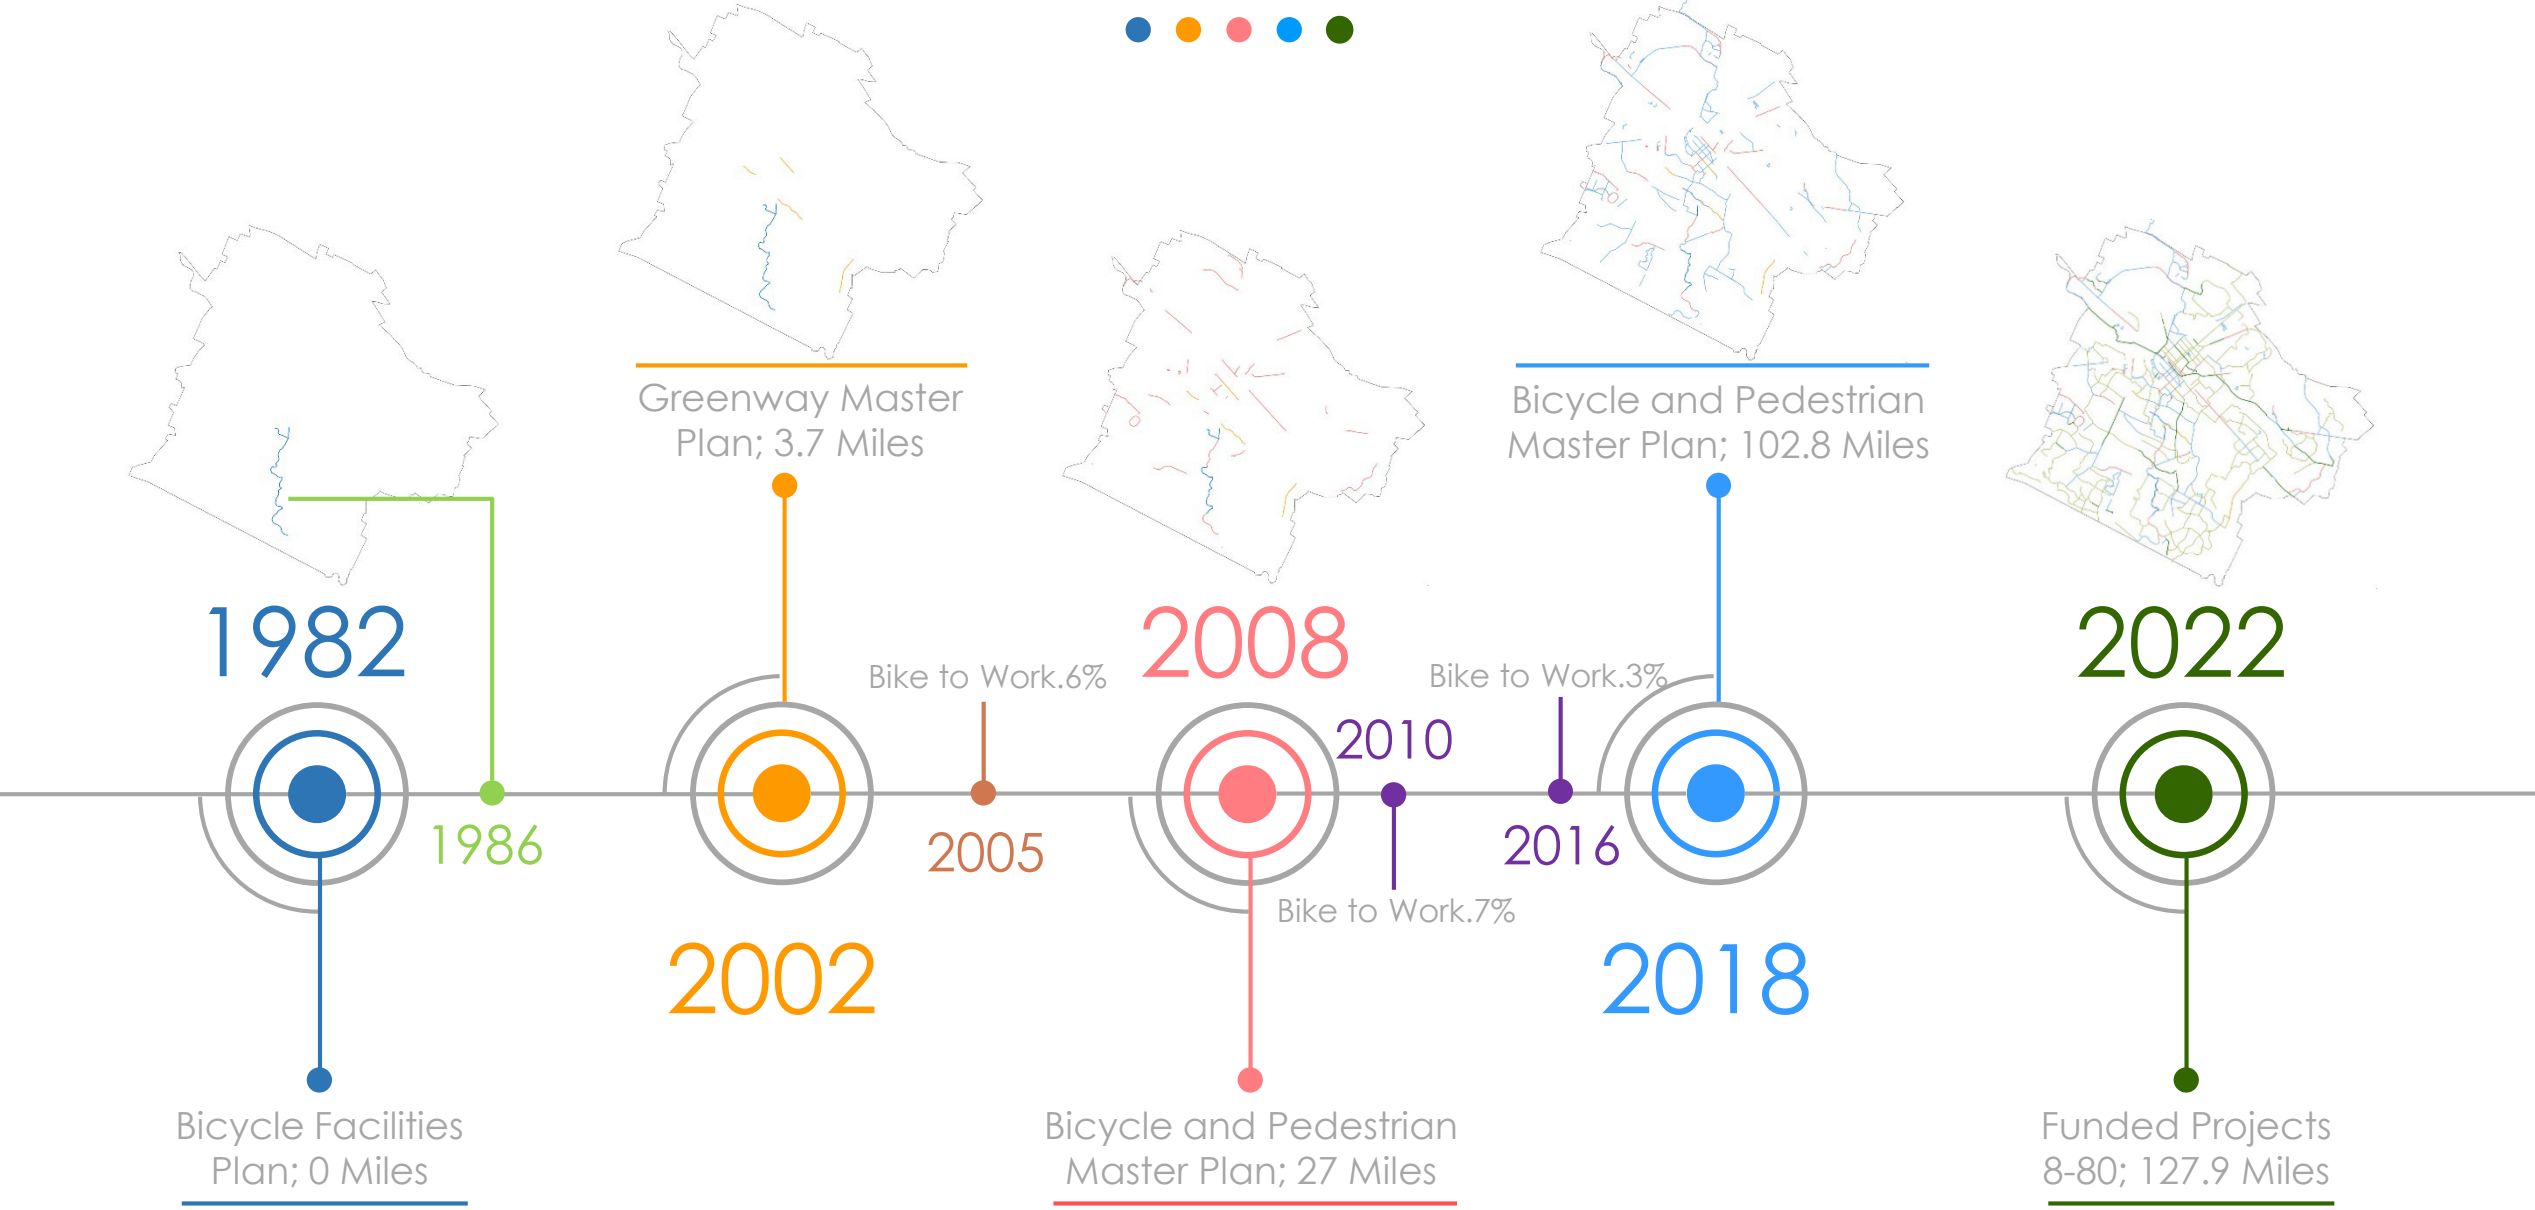 Greenway Master
Plan; 3.7 Miles
Bicycle and Pedestrian
Master Plan; 102.8 Miles
1982
2008
2022
Bike to Work.6%
Bike to Work.3%
2010
1986
2005
2016
Bike to Work.7%
2002
2018
Bicycle Facilities
Plan; 0 Miles
Bicycle and Pedestrian
Master Plan; 27 Miles
Funded Projects
8-80; 127.9 Miles